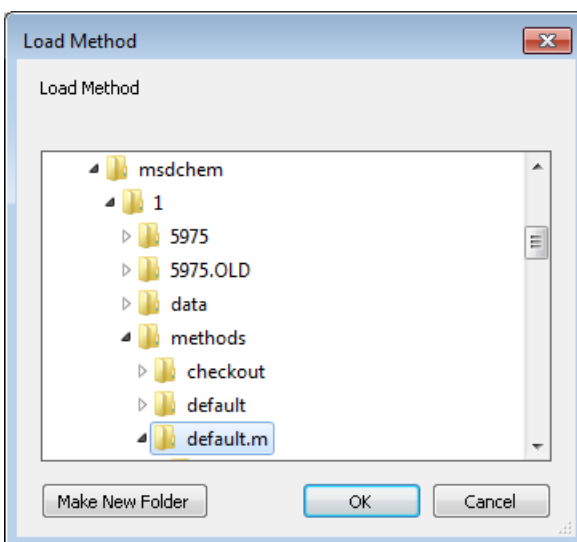 Load Method
Load Method
msdchem
1
5975
5975.OLD
data
methods
checkout
default
default.m
Make New Folder
OK
Cancel